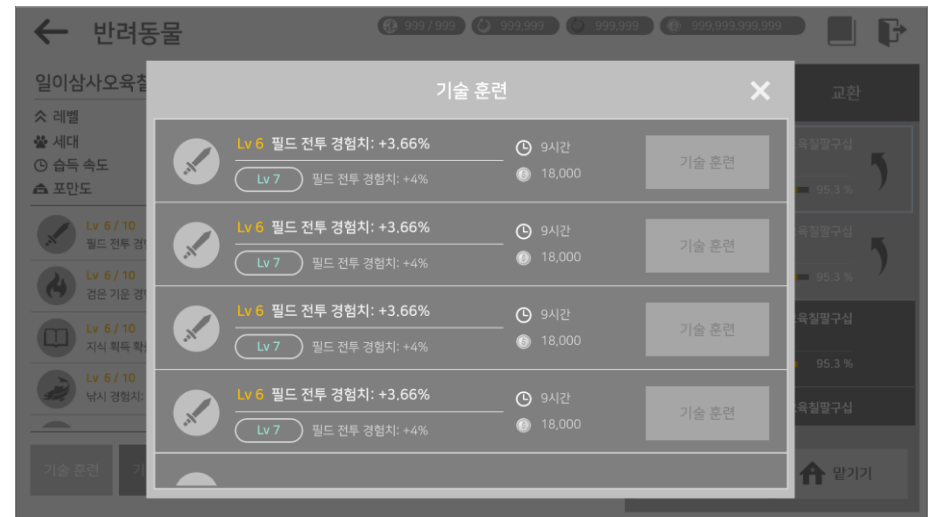 반려동물
999 / 999
999,999
999,999
999,999,999,999
일이삼사오육칠
레벨
세대
습득 속도
포만도
Lv 6 / 10
필드 전투 경
Lv 6 / 10
검은 기운 경
Lv 6 / 10
지식 획득 확
Lv 6 / 10
낚시 경험치:
기술 훈련
기술 훈련
Lv 6 필드 전투 경험치: +3.66%
9시간
Lv 7 필드 전투 경험치: +4%
18,000
기술 훈련
Lv 6 필드 전투 경험치: +3.66%
9시간
Lv 7 필드 전투 경험치: +4%
18,000
기술 훈련
Lv 6 필드 전투 경험치: +3.66%
9시간
Lv 7 필드 전투 경험치: +4%
18,000
기술 훈련
Lv 6 필드 전투 경험치: +3.66%
9시간
Lv 7 필드 전투 경험치: +4%
18,000
기술 훈련
교환
육칠팔구십
95.3 %
육칠팔구십
95.3 %
육칠팔구십
95.3 %
육칠팔구십
맡기기